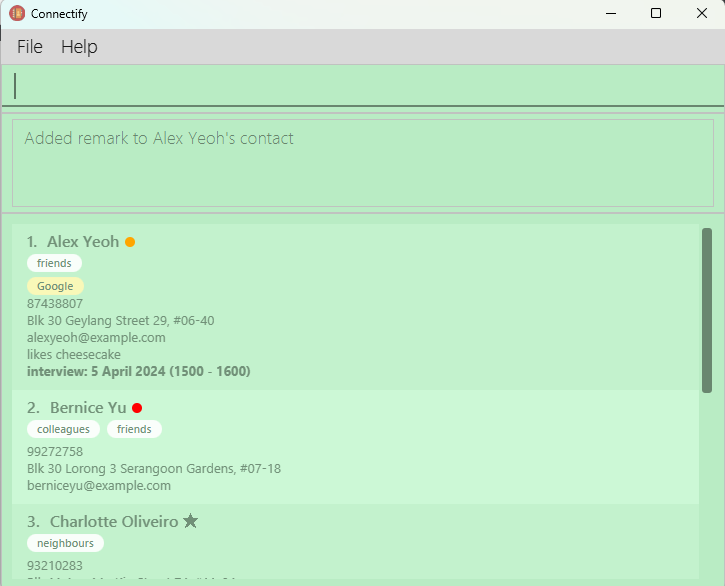 Connectify
File Help
Added remark to Alex Yeoh's contact
1. Alex Yeoh
friends
Google
87438807
Blk 30 Geylang Street 29, #06-40
alexyeoh@example.com
likes cheesecake
interview: 5 April 2024 (1500 - 1600)
2. Bernice Yu
colleagues friends
99272758
Blk 30 Lorong 3 Serangoon Gardens, #07-18
berniceyu@example.com
3. Charlotte Oliveiro
neighbours
93210283